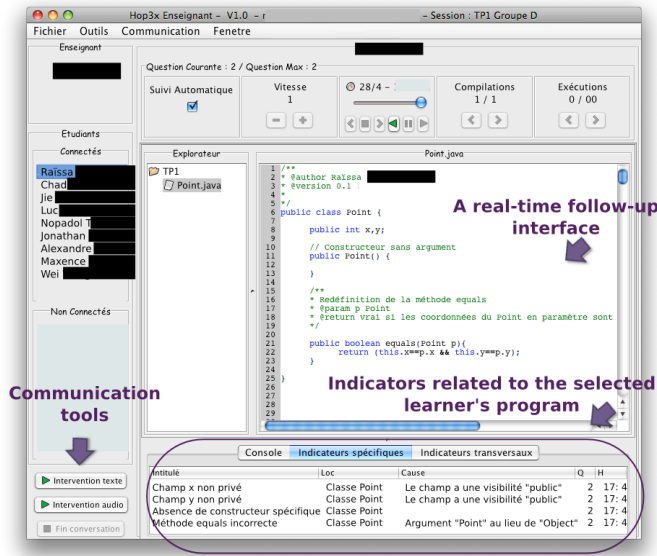 Hop3x Enseignant - V1.0 - - Session : TP1 Groupe D
Fichier Outils Communication Fenetre
Enseignant
Question Courante : 2 / Question Max : 2
Suivi Automatique
Vitesse
1
28/4 -
Compilations
1 / 1
Exécutions
0 / 00
Etudiants
Connectés
Raïssa
Chad
Jie
Luc
Nopadol T
Jonathan
Alexandre
Maxence
Wei
Non Connectés
Explorateur
TP1
Point.java
Point.java
1 /**
2 * @author Raïssa
3 * @version 0.1
4 *
5 */
6 public class Point {
7
8 public int x,y;
9
10 // Constructeur sans argument
11 public Point() {
12
13 }
14
15 /**
16 * Redéfinition de la méthode equals
17 * @param p Point
18 * @return vrai si les coordonnées du Point en paramètre sont
19 */
20
21 public boolean equals(Point p){
22 return (this.x==p.x && this.y==p.y);
23 }
24
25 }
26
27
28
A real-time follow-up
interface
Indicators related to the selected
learner's program
Communication
tools
Intervention texte
Intervention audio
Fin conversation
Console Indicateurs spécifiques Indicateurs transversaux
Intitulé Loc Cause Q H
Champ x non privé Classe Point Le champ a une visibilité "public" 2 17: 4
Champ y non privé Classe Point Le champ a une visibilité "public" 2 17: 4
Absence de constructeur spécifique Classe Point 2 17: 4
Méthode equals incorrecte Classe Point Argument "Point" au lieu de "Object" 2 17: 4